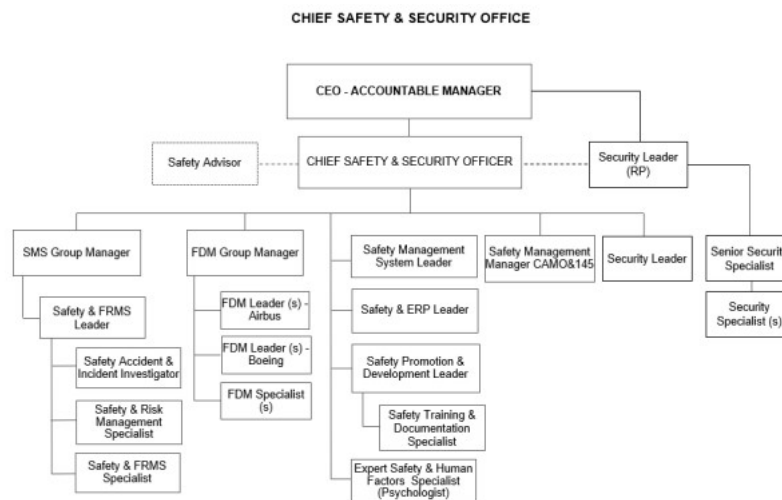 CHIEF SAFETY & SECURITY OFFICE
CEO - ACCOUNTABLE MANAGER
Safety Advisor
CHIEF SAFETY & SECURITY OFFICER
Security Leader
(RP)
SMS Group Manager
FDM Group Manager
Safety Management
System Leader
Safety Management
Manager CAMO&145
Security Leader
Senior Security
Specialist
Safety & FRMS
Leader
FDM Leader (s) -
Airbus
Safety & ERP Leader
Security
Specialist (s)
Safety Accident &
Incident Investigator
FDM Leader (s) -
Boeing
Safety Promotion &
Development Leader
Safety & Risk
Management
Specialist
FDM Specialist
(s)
Safety Training &
Documentation
Specialist
Safety & FRMS
Specialist
Expert Safety & Human
Factors Specialist
(Psychologist)